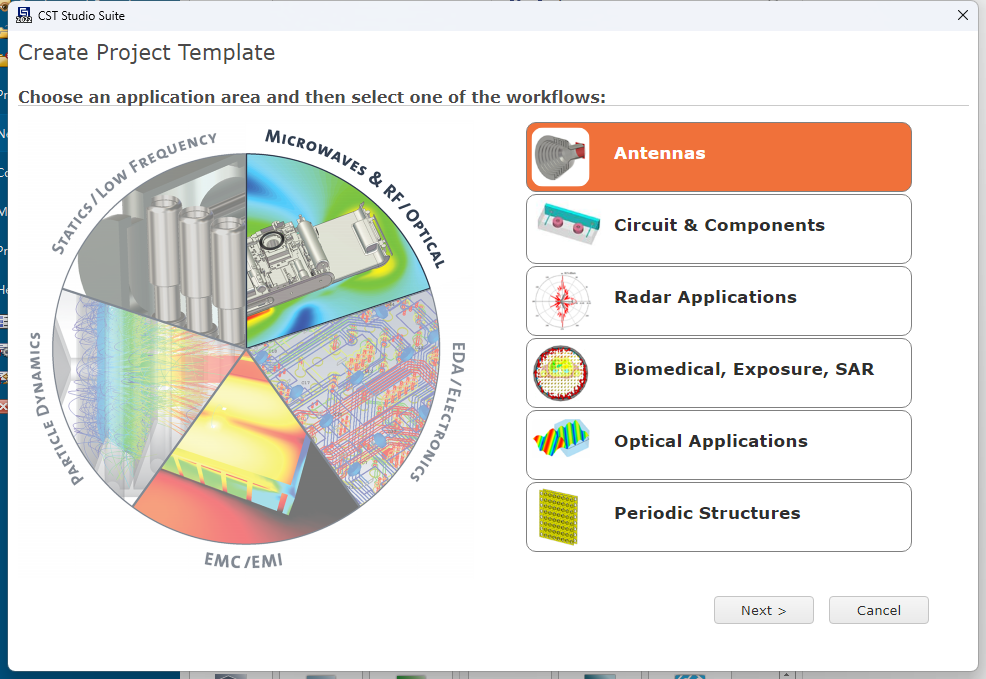 CST Studio Suite
Create Project Template
Choose an application area and then select one of the workflows:
STATICS/LOW FREQUENCY
MICROWAVES & RF/OPTICAL
EDA/ELECTRONICS
EMC/EMI
PARTICLE DYNAMICS
Antennas
Circuit & Components
Radar Applications
Biomedical, Exposure, SAR
Optical Applications
Periodic Structures
Next >
Cancel